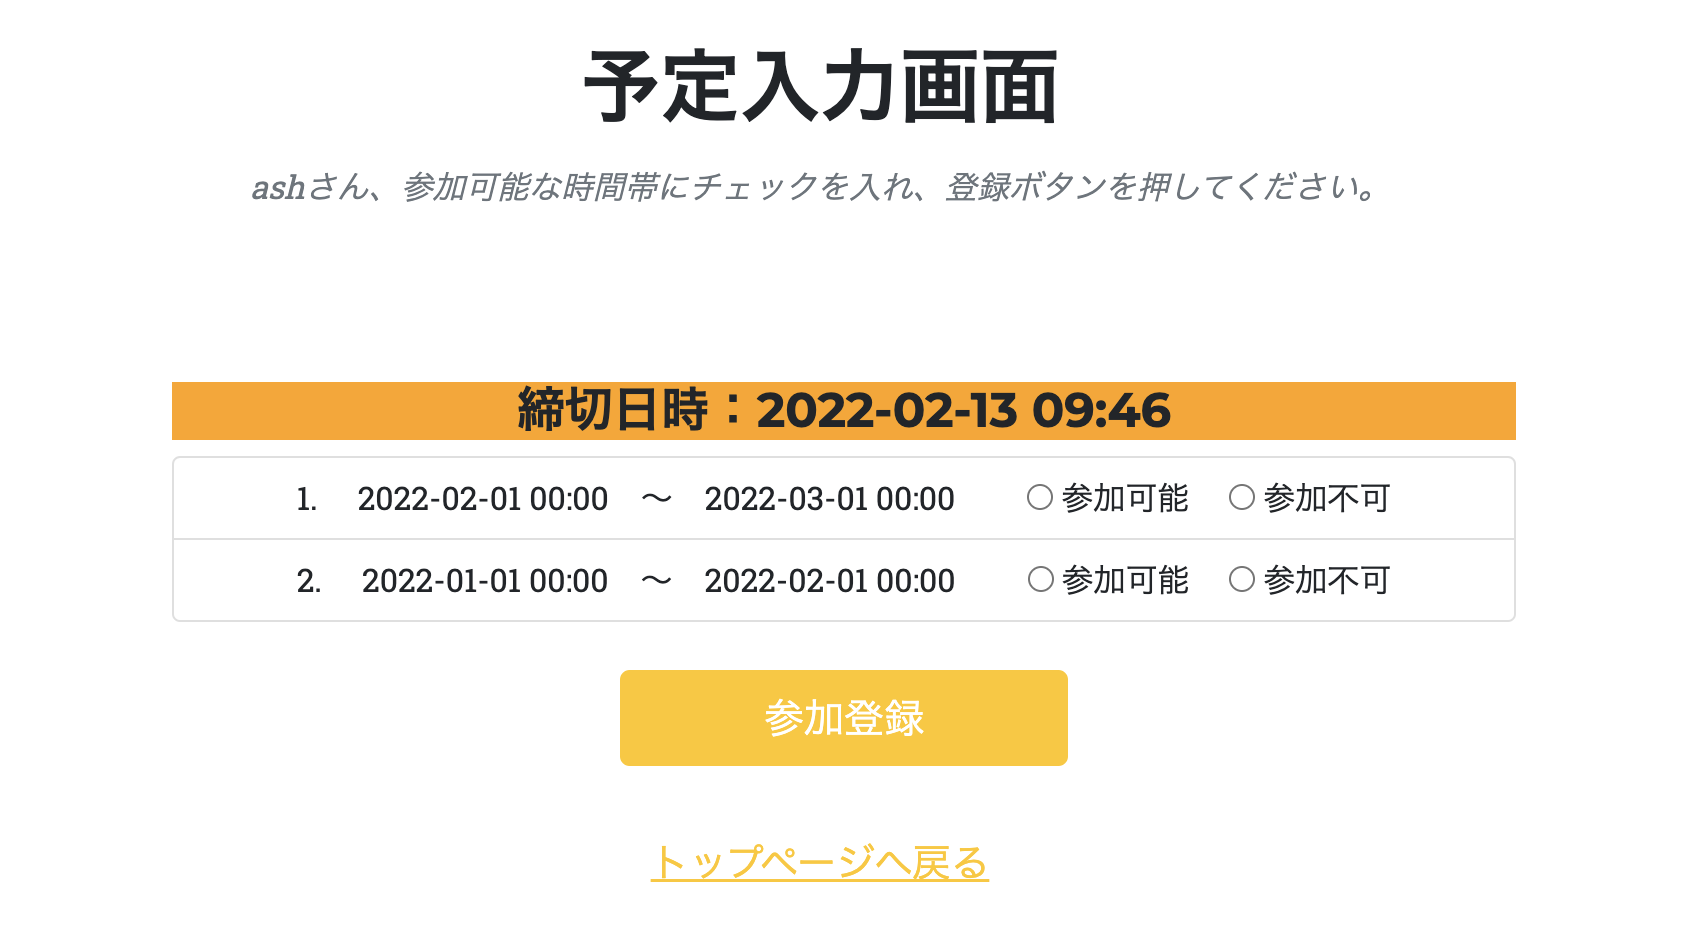 予定入力画面
ashさん、参加可能な時間帯にチェックを入れ、登録ボタンを押してください。
締切日時：2022-02-13 09:46
1. 2022-02-01 00:00 〜 2022-03-01 00:00 参加可能 参加不可
2. 2022-01-01 00:00 〜 2022-02-01 00:00 参加可能 参加不可
参加登録
トップページへ戻る